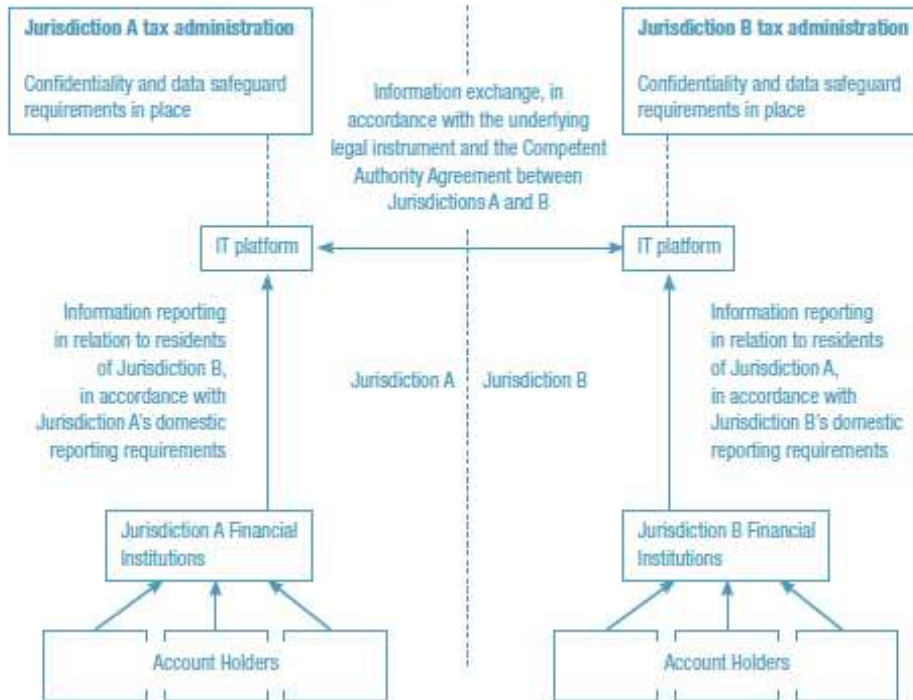 Jurisdiction A tax administration
Confidentiality and data safeguard
requirements in place
Jurisdiction B tax administration
Confidentiality and data safeguard
requirements in place
Information exchange, in
accordance with the underlying
legal instrument and the Competent
Authority Agreement between
Jurisdictions A and B
IT platform
IT platform
Information reporting
in relation to residents
of Jurisdiction B,
in accordance with
Jurisdiction A's domestic
reporting requirements
Jurisdiction A
Jurisdiction B
Information reporting
in relation to residents
of Jurisdiction A,
in accordance with
Jurisdiction B's domestic
reporting requirements
Jurisdiction A Financial
Institutions
Jurisdiction B Financial
Institutions
Account Holders
Account Holders